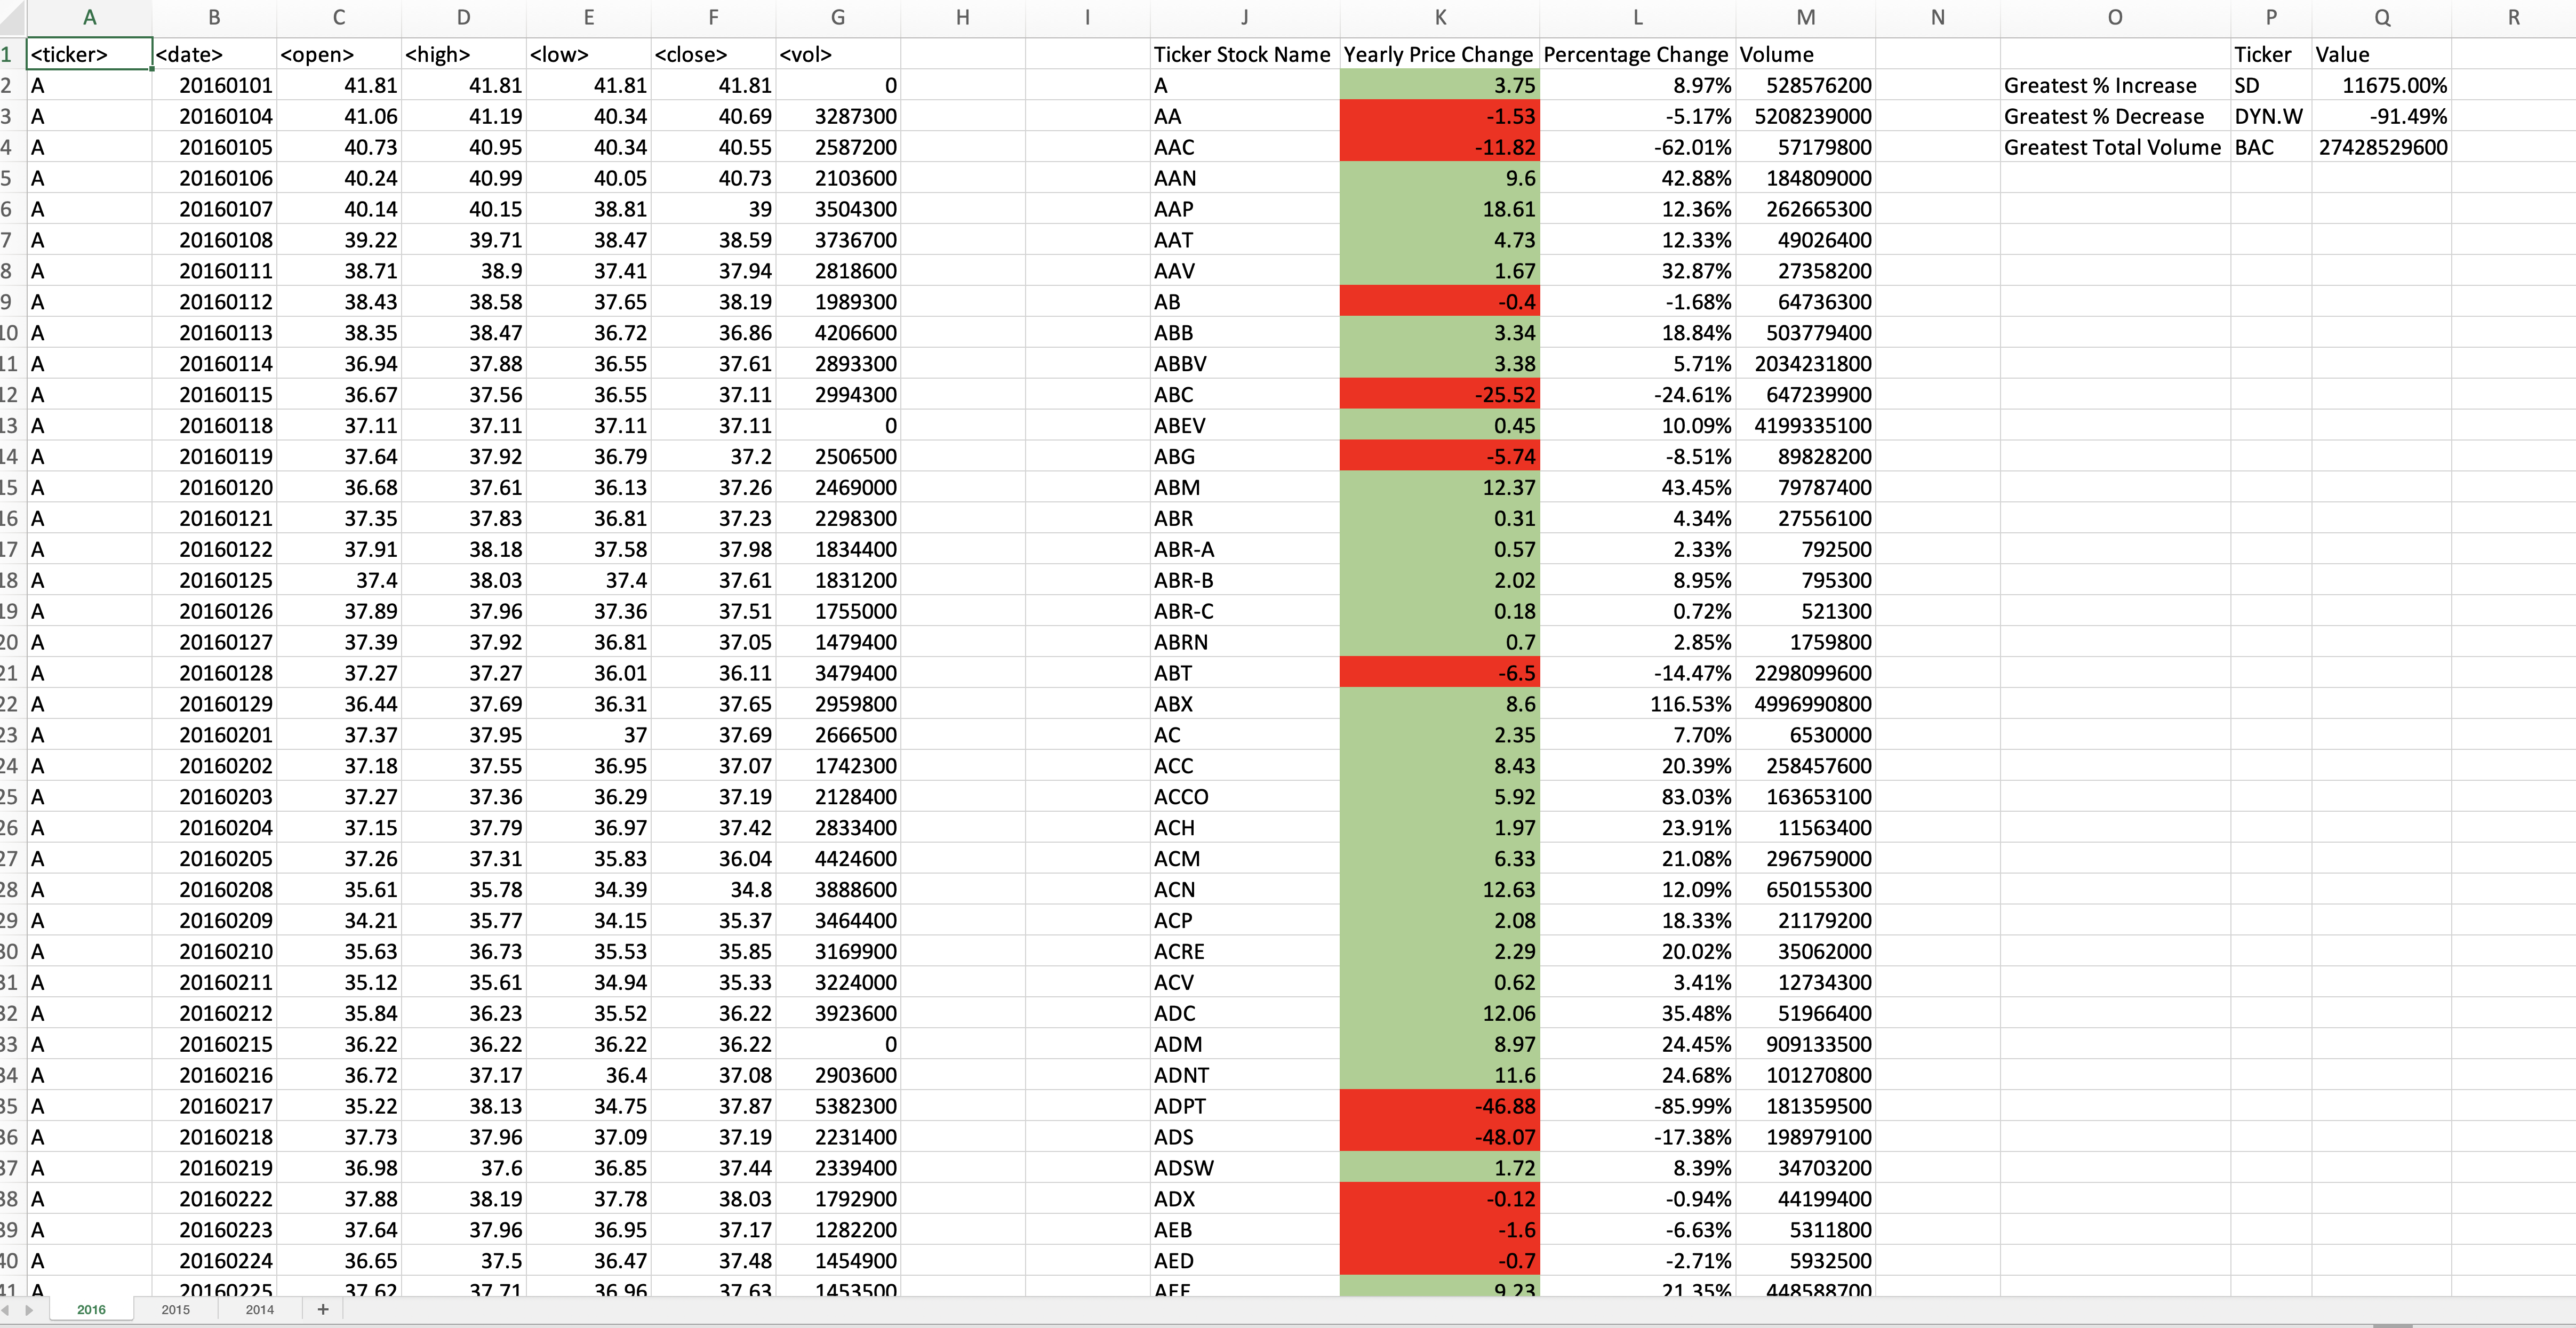 A B C D E F G H I J K L M N O P Q R
1 <ticker> <date> <open> <high> <low> <close> <vol> Ticker Stock Name Yearly Price Change Percentage Change Volume Ticker Value
2 A 20160101 41.81 41.81 41.81 41.81 0 A 3.75 8.97% 528576200 Greatest % Increase SD 11675.00%
3 A 20160104 41.06 41.19 40.34 40.69 3287300 AA -1.53 -5.17% 5208239000 Greatest % Decrease DYN.W -91.49%
4 A 20160105 40.73 40.95 40.34 40.55 2587200 AAC -11.82 -62.01% 57179800 Greatest Total Volume BAC 27428529600
5 A 20160106 40.24 40.99 40.05 40.73 2103600 AAN 9.6 42.88% 184809000
6 A 20160107 40.14 40.15 38.81 39 3504300 AAP 18.61 12.36% 262665300
7 A 20160108 39.22 39.71 38.47 38.59 3736700 AAT 4.73 12.33% 49026400
8 A 20160111 38.71 38.9 37.41 37.94 2818600 AAV 1.67 32.87% 27358200
9 A 20160112 38.43 38.58 37.65 38.19 1989300 AB -0.4 -1.68% 64736300
10 A 20160113 38.35 38.47 36.72 36.86 4206600 ABB 3.34 18.84% 503779400
11 A 20160114 36.94 37.88 36.55 37.61 2893300 ABBV 3.38 5.71% 2034231800
12 A 20160115 36.67 37.56 36.55 37.11 2994300 ABC -25.52 -24.61% 647239900
13 A 20160118 37.11 37.11 37.11 37.11 0 ABEV 0.45 10.09% 4199335100
14 A 20160119 37.64 37.92 36.79 37.2 2506500 ABG -5.74 -8.51% 89828200
15 A 20160120 36.68 37.61 36.13 37.26 2469000 ABM 12.37 43.45% 79787400
16 A 20160121 37.35 37.83 36.81 37.23 2298300 ABR 0.31 4.34% 27556100
17 A 20160122 37.91 38.18 37.58 37.98 1834400 ABR-A 0.57 2.33% 792500
18 A 20160125 37.4 38.03 37.4 37.61 1831200 ABR-B 2.02 8.95% 795300
19 A 20160126 37.89 37.96 37.36 37.51 1755000 ABR-C 0.18 0.72% 521300
20 A 20160127 37.39 37.92 36.81 37.05 1479400 ABRN 0.7 2.85% 1759800
21 A 20160128 37.27 37.27 36.01 36.11 3479400 ABT -6.5 -14.47% 2298099600
22 A 20160129 36.44 37.69 36.31 37.65 2959800 ABX 8.6 116.53% 4996990800
23 A 20160201 37.37 37.95 37 37.69 2666500 AC 2.35 7.70% 6530000
24 A 20160202 37.18 37.55 36.95 37.07 1742300 ACC 8.43 20.39% 258457600
25 A 20160203 37.27 37.36 36.29 37.19 2128400 ACCO 5.92 83.03% 163653100
26 A 20160204 37.15 37.79 36.97 37.42 2833400 ACH 1.97 23.91% 11563400
27 A 20160205 37.26 37.31 35.83 36.04 4424600 ACM 6.33 21.08% 296759000
28 A 20160208 35.61 35.78 34.39 34.8 3888600 ACN 12.63 12.09% 650155300
29 A 20160209 34.21 35.77 34.15 35.37 3464400 ACP 2.08 18.33% 21179200
30 A 20160210 35.63 36.73 35.53 35.85 3169900 ACRE 2.29 20.02% 35062000
31 A 20160211 35.12 35.61 34.94 35.33 3224000 ACV 0.62 3.41% 12734300
32 A 20160212 35.84 36.23 35.52 36.22 3923600 ADC 12.06 35.48% 51966400
33 A 20160215 36.22 36.22 36.22 36.22 0 ADM 8.97 24.45% 909133500
34 A 20160216 36.72 37.17 36.4 37.08 2903600 ADNT 11.6 24.68% 101270800
35 A 20160217 35.22 38.13 34.75 37.87 5382300 ADPT -46.88 -85.99% 181359500
36 A 20160218 37.73 37.96 37.09 37.19 2231400 ADS -48.07 -17.38% 198979100
37 A 20160219 36.98 37.6 36.85 37.44 2339400 ADSW 1.72 8.39% 34703200
38 A 20160222 37.88 38.19 37.78 38.03 1792900 ADX -0.12 -0.94% 44199400
39 A 20160223 37.64 37.96 36.95 37.17 1282200 AEB -1.6 -6.63% 5311800
40 A 20160224 36.65 37.5 36.47 37.48 1454900 AED -0.7 -2.71% 5932500
41 A 20160225 37.62 37.71 36.96 37.63 1453500 AEE 9.23 21.35% 448588700
2016 2015 2014 +